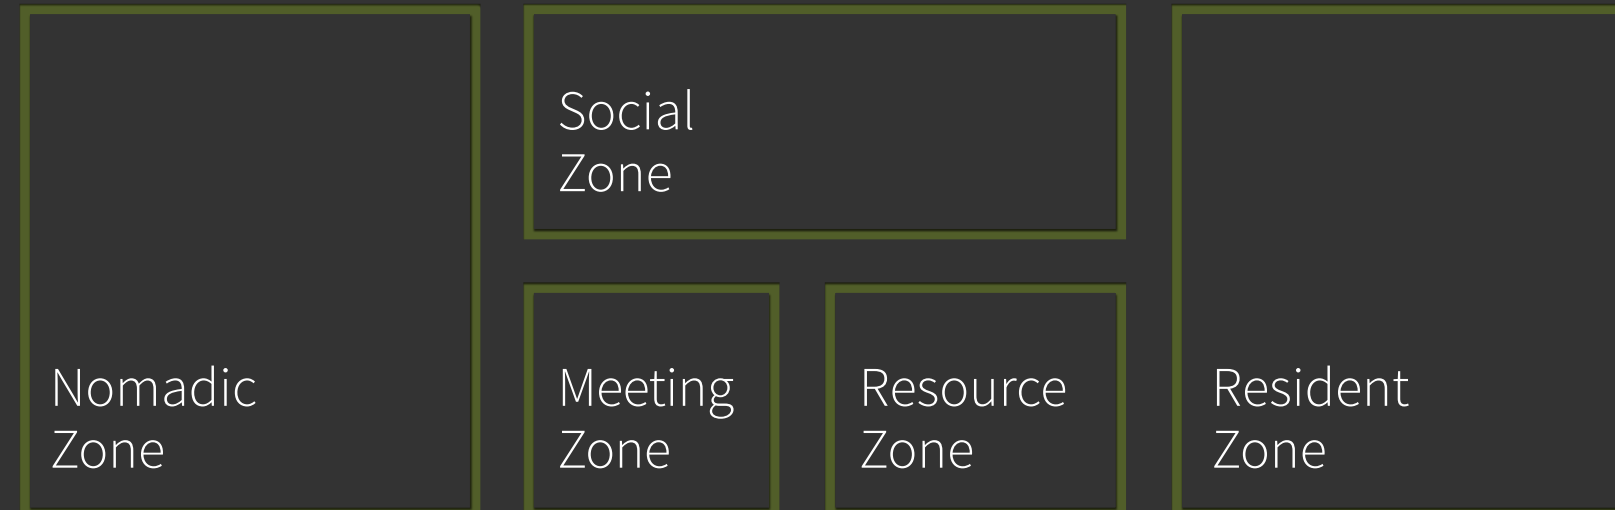 Nomadic
Zone
Social
Zone
Meeting
Zone
Resource
Zone
Resident
Zone